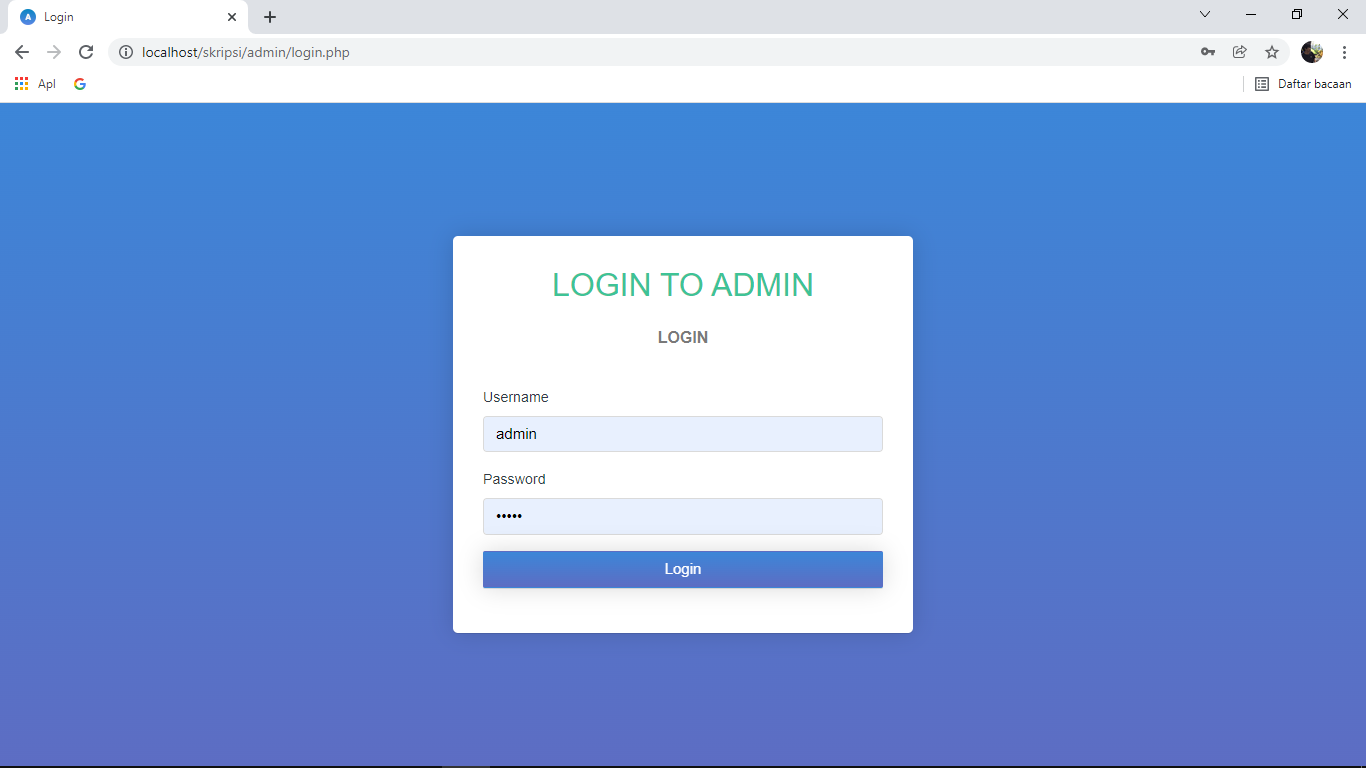 Login
localhost/skripsi/admin/login.php
Apl
Daftar bacaan
LOGIN TO ADMIN
LOGIN
Username
admin
Password
•••••
Login